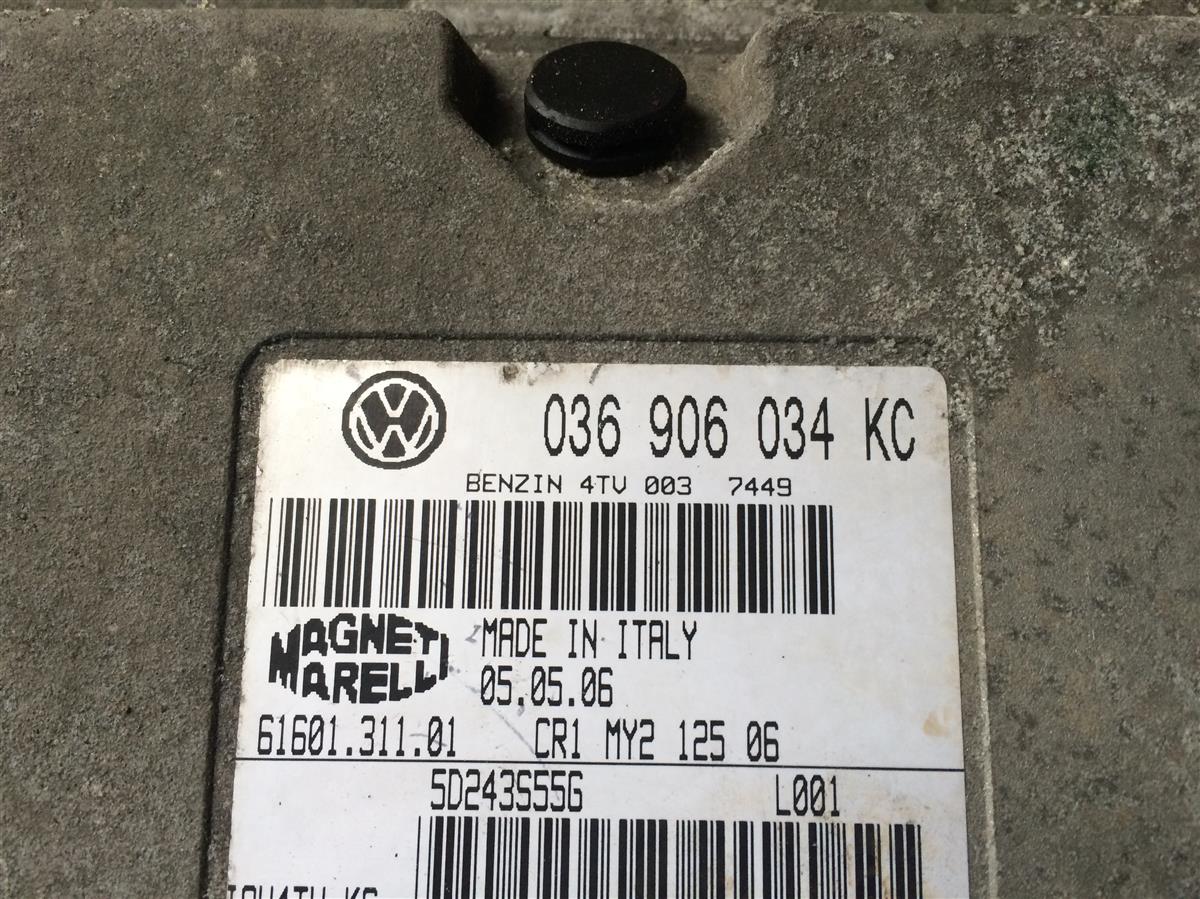 036 906 034 KC
BENZIN 4TV 003 7449
MAGNETI MARELLI
MADE IN ITALY
05.05.06
61601.311.01 CR1 MY2 125 06
5D243S55G L001